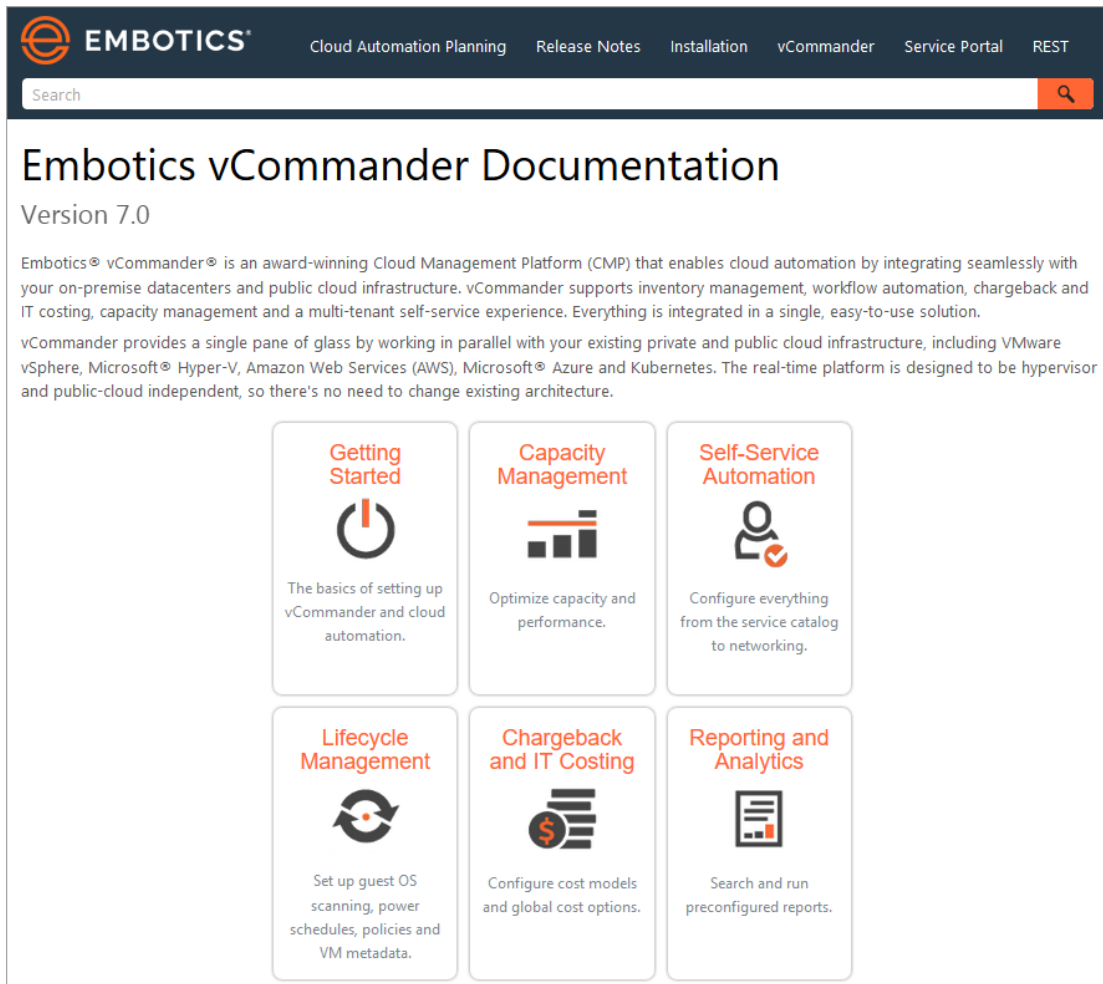 EMBOTICS®
Cloud Automation Planning Release Notes Installation vCommander Service Portal REST
Search
Embotics vCommander Documentation
Version 7.0
Embotics® vCommander® is an award-winning Cloud Management Platform (CMP) that enables cloud automation by integrating seamlessly with
your on-premise datacenters and public cloud infrastructure. vCommander supports inventory management, workflow automation, chargeback and
IT costing, capacity management and a multi-tenant self-service experience. Everything is integrated in a single, easy-to-use solution.
vCommander provides a single pane of glass by working in parallel with your existing private and public cloud infrastructure, including VMware
vSphere, Microsoft® Hyper-V, Amazon Web Services (AWS), Microsoft® Azure and Kubernetes. The real-time platform is designed to be hypervisor
and public-cloud independent, so there's no need to change existing architecture.
Getting
Started
The basics of setting up
vCommander and cloud
automation.
Capacity
Management
Optimize capacity and
performance.
Self-Service
Automation
Configure everything
from the service catalog
to networking.
Lifecycle
Management
Set up guest OS
scanning, power
schedules, policies and
VM metadata.
Chargeback
and IT Costing
$
Configure cost models
and global cost options.
Reporting and
Analytics
Search and run
preconfigured reports.